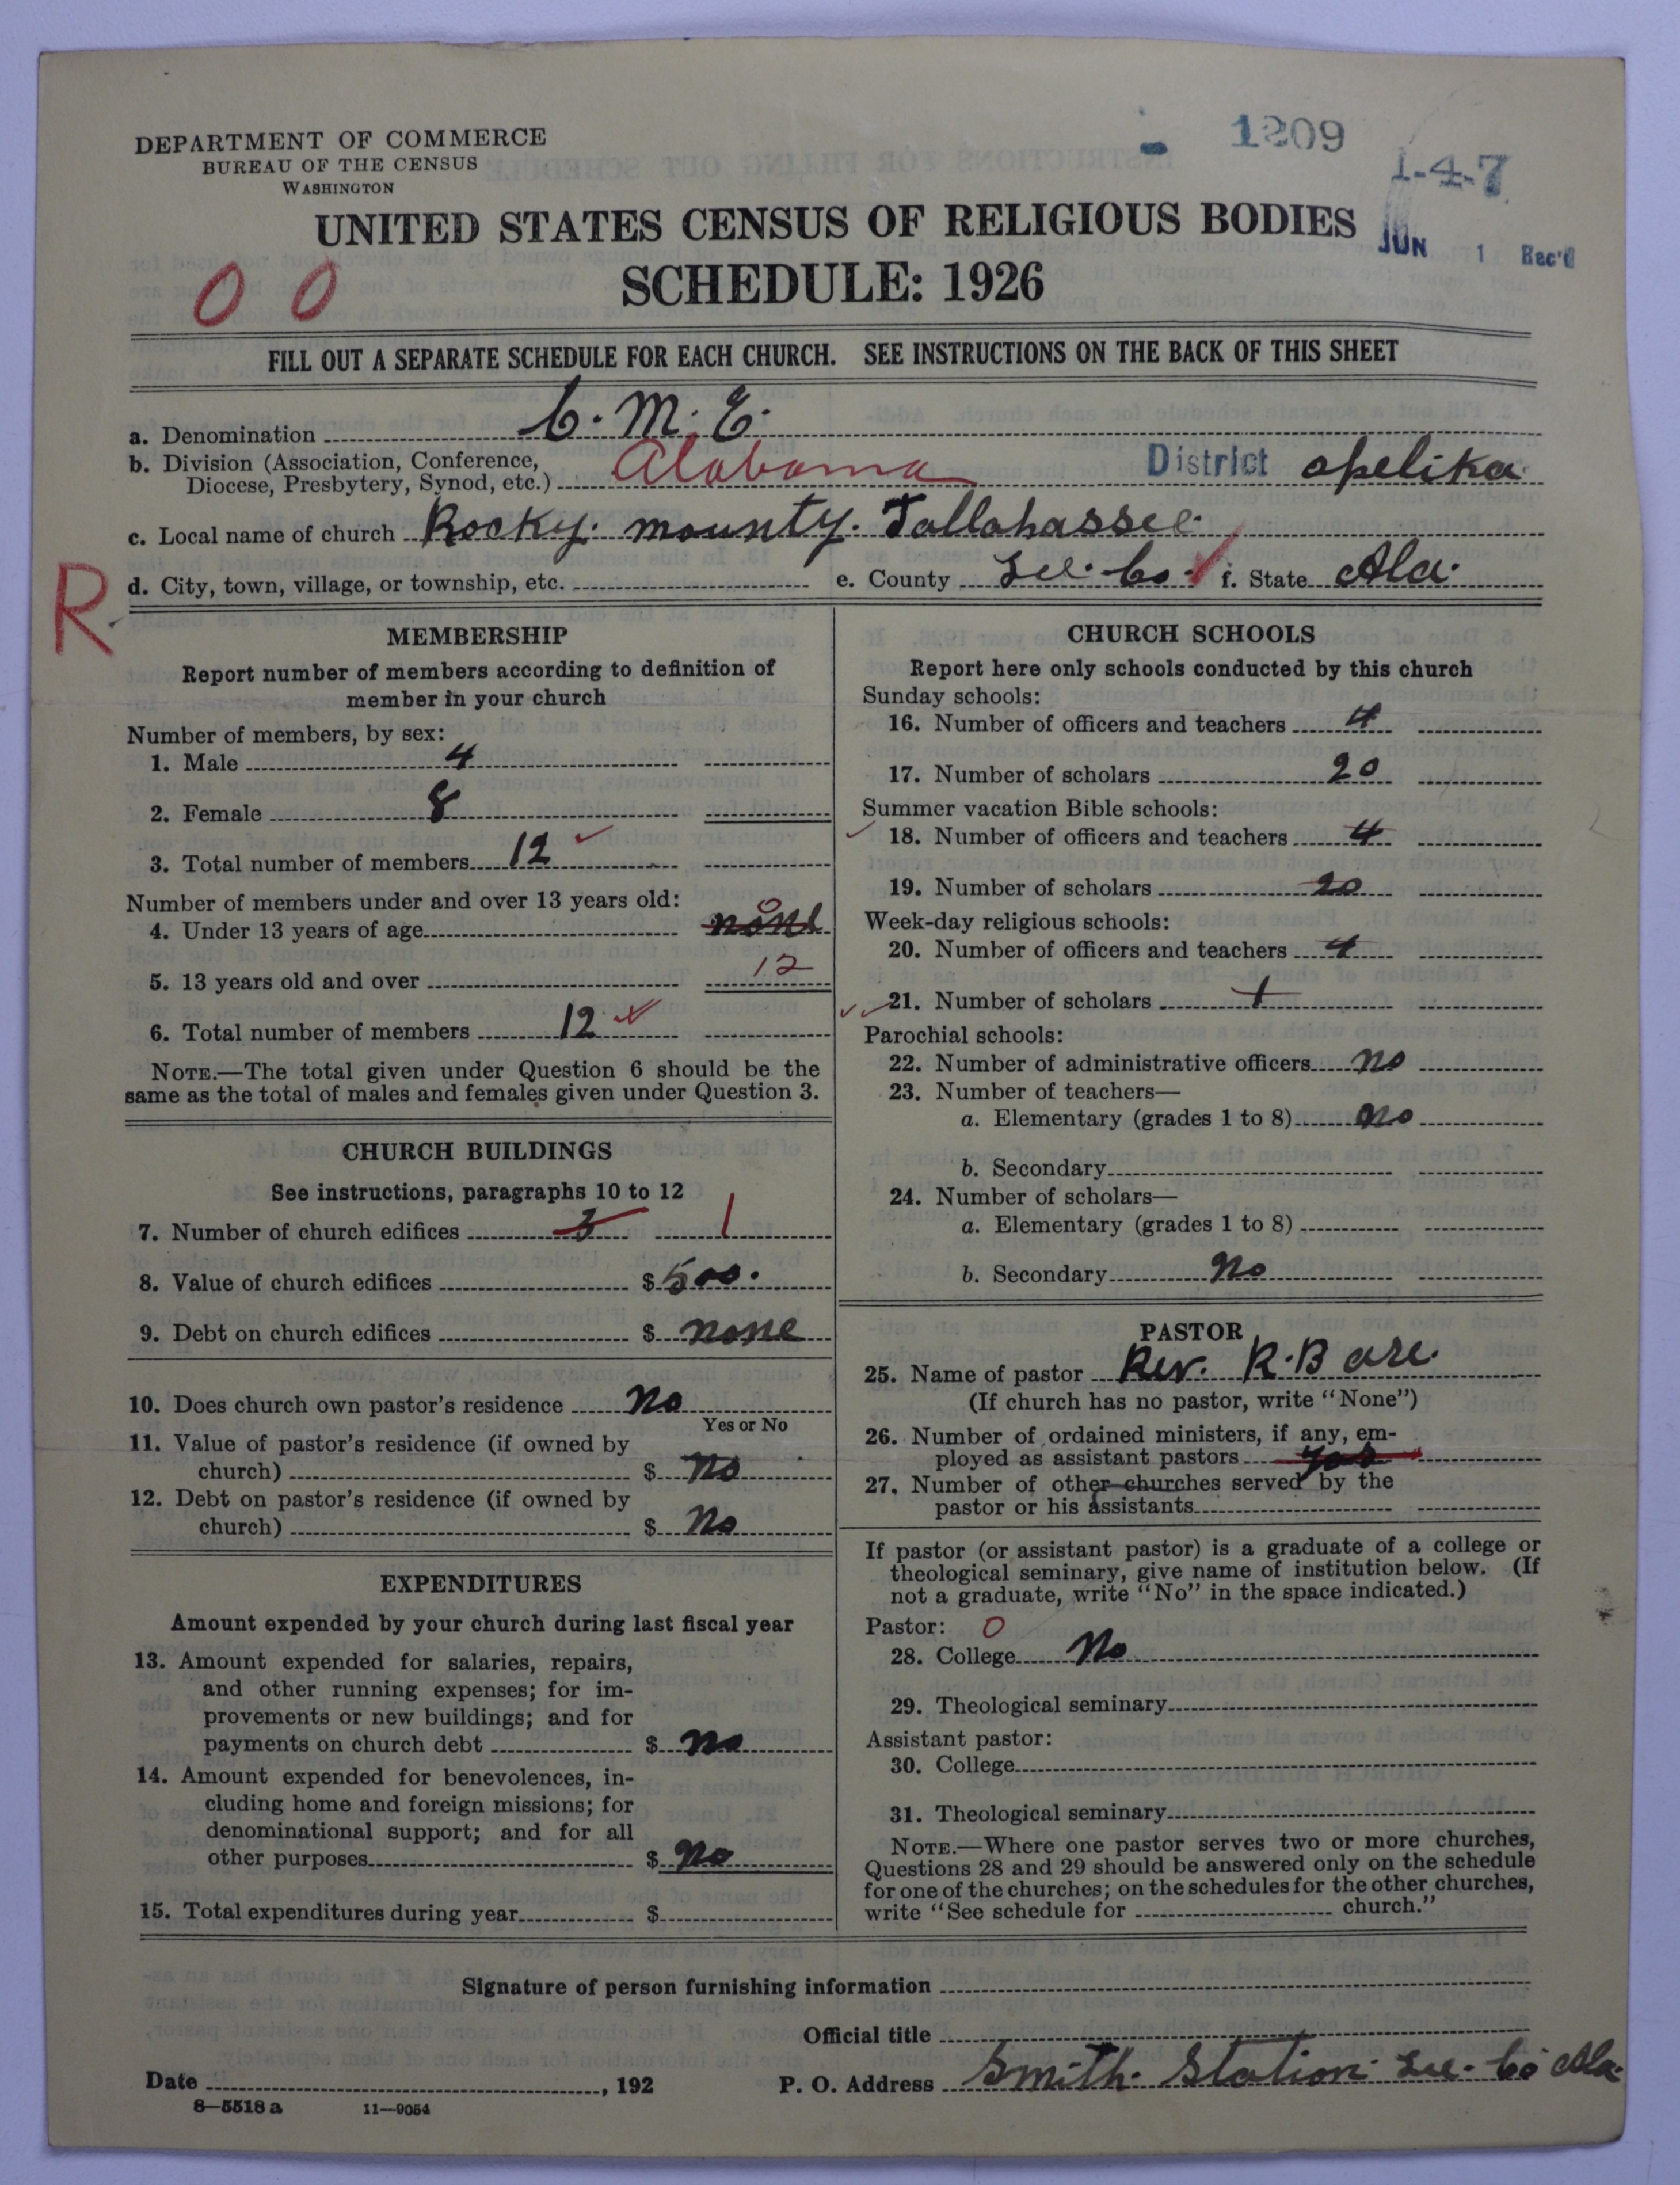 DEPARTMENT OF COMMERCE
BUREAU OF THE CENSUS
WASHINGTON
- 1209
1-4-7
UNITED STATES CENSUS OF RELIGIOUS BODIES
JUN 1 Rec'd
SCHEDULE: 1926
0 0
FILL OUT A SEPARATE SCHEDULE FOR EACH CHURCH. SEE INSTRUCTIONS ON THE BACK OF THIS SHEET
a. Denomination C. M. E.
b. Division (Association, Conference, Diocese, Presbytery, Synod, etc.) Alabama District Opelika
c. Local name of church Rocky. mounty. Tallahassee.
R
d. City, town, village, or township, etc. e. County Lee. Co. f. State Ala.
MEMBERSHIP
Report number of members according to definition of
member in your church
Number of members, by sex:
1. Male 4
2. Female 8
3. Total number of members 12 ✓
Number of members under and over 13 years old:
4. Under 13 years of age none 0
5. 13 years old and over 12
6. Total number of members 12 ✓
NOTE.—The total given under Question 6 should be the
same as the total of males and females given under Question 3.
CHURCH BUILDINGS
See instructions, paragraphs 10 to 12
7. Number of church edifices 3 1
8. Value of church edifices $ 500.
9. Debt on church edifices $ none
10. Does church own pastor's residence no
Yes or No
11. Value of pastor's residence (if owned by
church) $ no
12. Debt on pastor's residence (if owned by
church) $ no
EXPENDITURES
Amount expended by your church during last fiscal year
13. Amount expended for salaries, repairs,
and other running expenses; for im-
provements or new buildings; and for
payments on church debt $ no
14. Amount expended for benevolences, in-
cluding home and foreign missions; for
denominational support; and for all
other purposes $ no
15. Total expenditures during year $
CHURCH SCHOOLS
Report here only schools conducted by this church
Sunday schools:
16. Number of officers and teachers 4
17. Number of scholars 20
Summer vacation Bible schools:
18. Number of officers and teachers 4
19. Number of scholars 20
Week-day religious schools:
20. Number of officers and teachers 4
21. Number of scholars 1
Parochial schools:
22. Number of administrative officers no
23. Number of teachers—
a. Elementary (grades 1 to 8) no
b. Secondary
24. Number of scholars—
a. Elementary (grades 1 to 8)
b. Secondary no
PASTOR
25. Name of pastor Rev. R. B
(If church has no pastor, write "None")
26. Number of ordained ministers, if any, em-
ployed as assistant pastors yes
27. Number of other churches served by the
pastor or his assistants
If pastor (or assistant pastor) is a graduate of a college or
theological seminary, give name of institution below. (If
not a graduate, write "No" in the space indicated.)
Pastor: 0
28. College No
29. Theological seminary
Assistant pastor:
30. College
31. Theological seminary
NOTE.—Where one pastor serves two or more churches,
Questions 28 and 29 should be answered only on the schedule
for one of the churches; on the schedules for the other churches,
write "See schedule for church."
Signature of person furnishing information
Official title
Date , 192 P. O. Address Smith. Station. Lee. Co Ala.
8—5518 a 11—9054